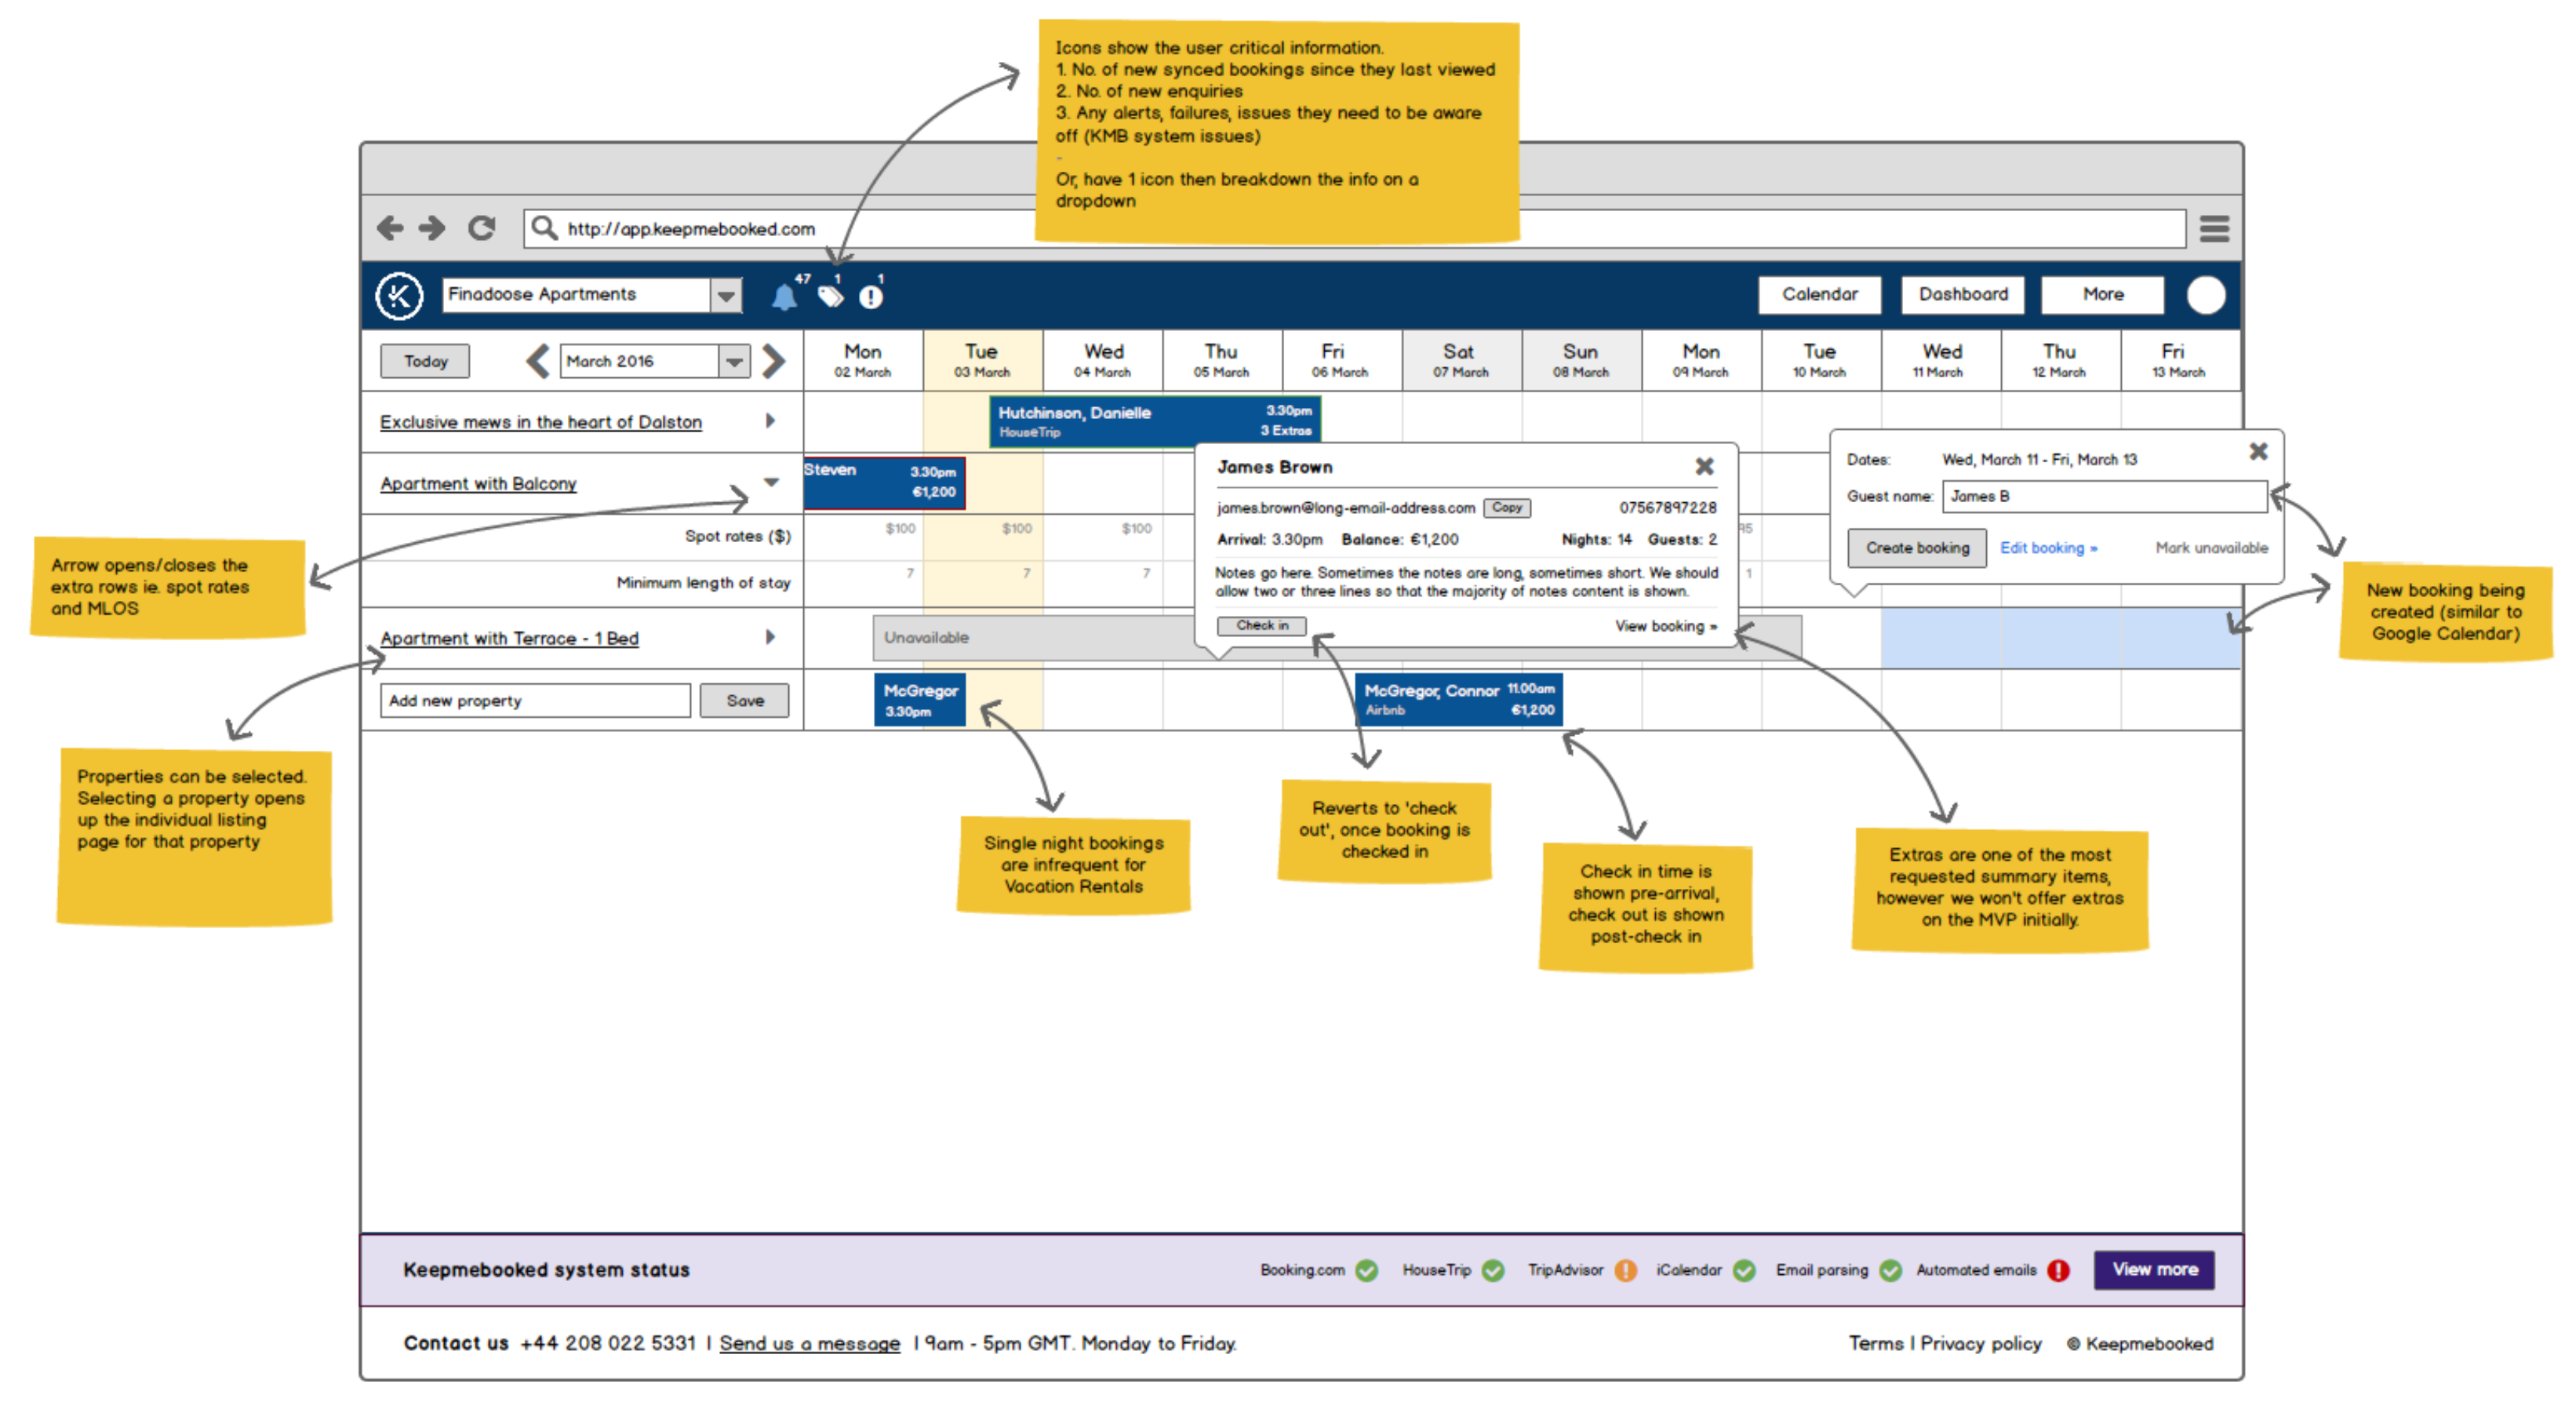 Icons show the user critical information.
1. No. of new synced bookings since they last viewed
2. No. of new enquiries
3. Any alerts, failures, issues they need to be aware
off (KMB system issues)
-
Or, have 1 icon then breakdown the info on a
dropdown
http://app.keepmebooked.com
Finadoose Apartments
47
1
1
Calendar
Dashboard
More
Today
March 2016
Mon
02 March
Tue
03 March
Wed
04 March
Thu
05 March
Fri
06 March
Sat
07 March
Sun
08 March
Mon
09 March
Tue
10 March
Wed
11 March
Thu
12 March
Fri
13 March
Exclusive mews in the heart of Dalston
Hutchinson, Danielle 3.30pm
HouseTrip 3 Extras
Apartment with Balcony
Steven 3.30pm
€1,200
Spot rates ($)
$100
$100
$100
Minimum length of stay
7
7
7
1
James Brown
james.brown@long-email-address.com Copy 07567897228
Arrival: 3.30pm Balance: €1,200 Nights: 14 Guests: 2
Notes go here. Sometimes the notes are long, sometimes short. We should
allow two or three lines so that the majority of notes content is shown.
Check in
View booking »
Dates: Wed, March 11 - Fri, March 13
Guest name: James B
Create booking Edit booking » Mark unavailable
Apartment with Terrace - 1 Bed
Unavailable
Add new property
Save
McGregor
3.30pm
McGregor, Connor 11.00am
Airbnb €1,200
Arrow opens/closes the
extra rows ie. spot rates
and MLOS
New booking being
created (similar to
Google Calendar)
Properties can be selected.
Selecting a property opens
up the individual listing
page for that property
Single night bookings
are infrequent for
Vacation Rentals
Reverts to 'check
out', once booking is
checked in
Check in time is
shown pre-arrival,
check out is shown
post-check in
Extras are one of the most
requested summary items,
however we won't offer extras
on the MVP initially.
Keepmebooked system status
Booking.com
HouseTrip
TripAdvisor
iCalendar
Email parsing
Automated emails
View more
Contact us +44 208 022 5331 | Send us a message | 9am - 5pm GMT. Monday to Friday.
Terms | Privacy policy © Keepmebooked